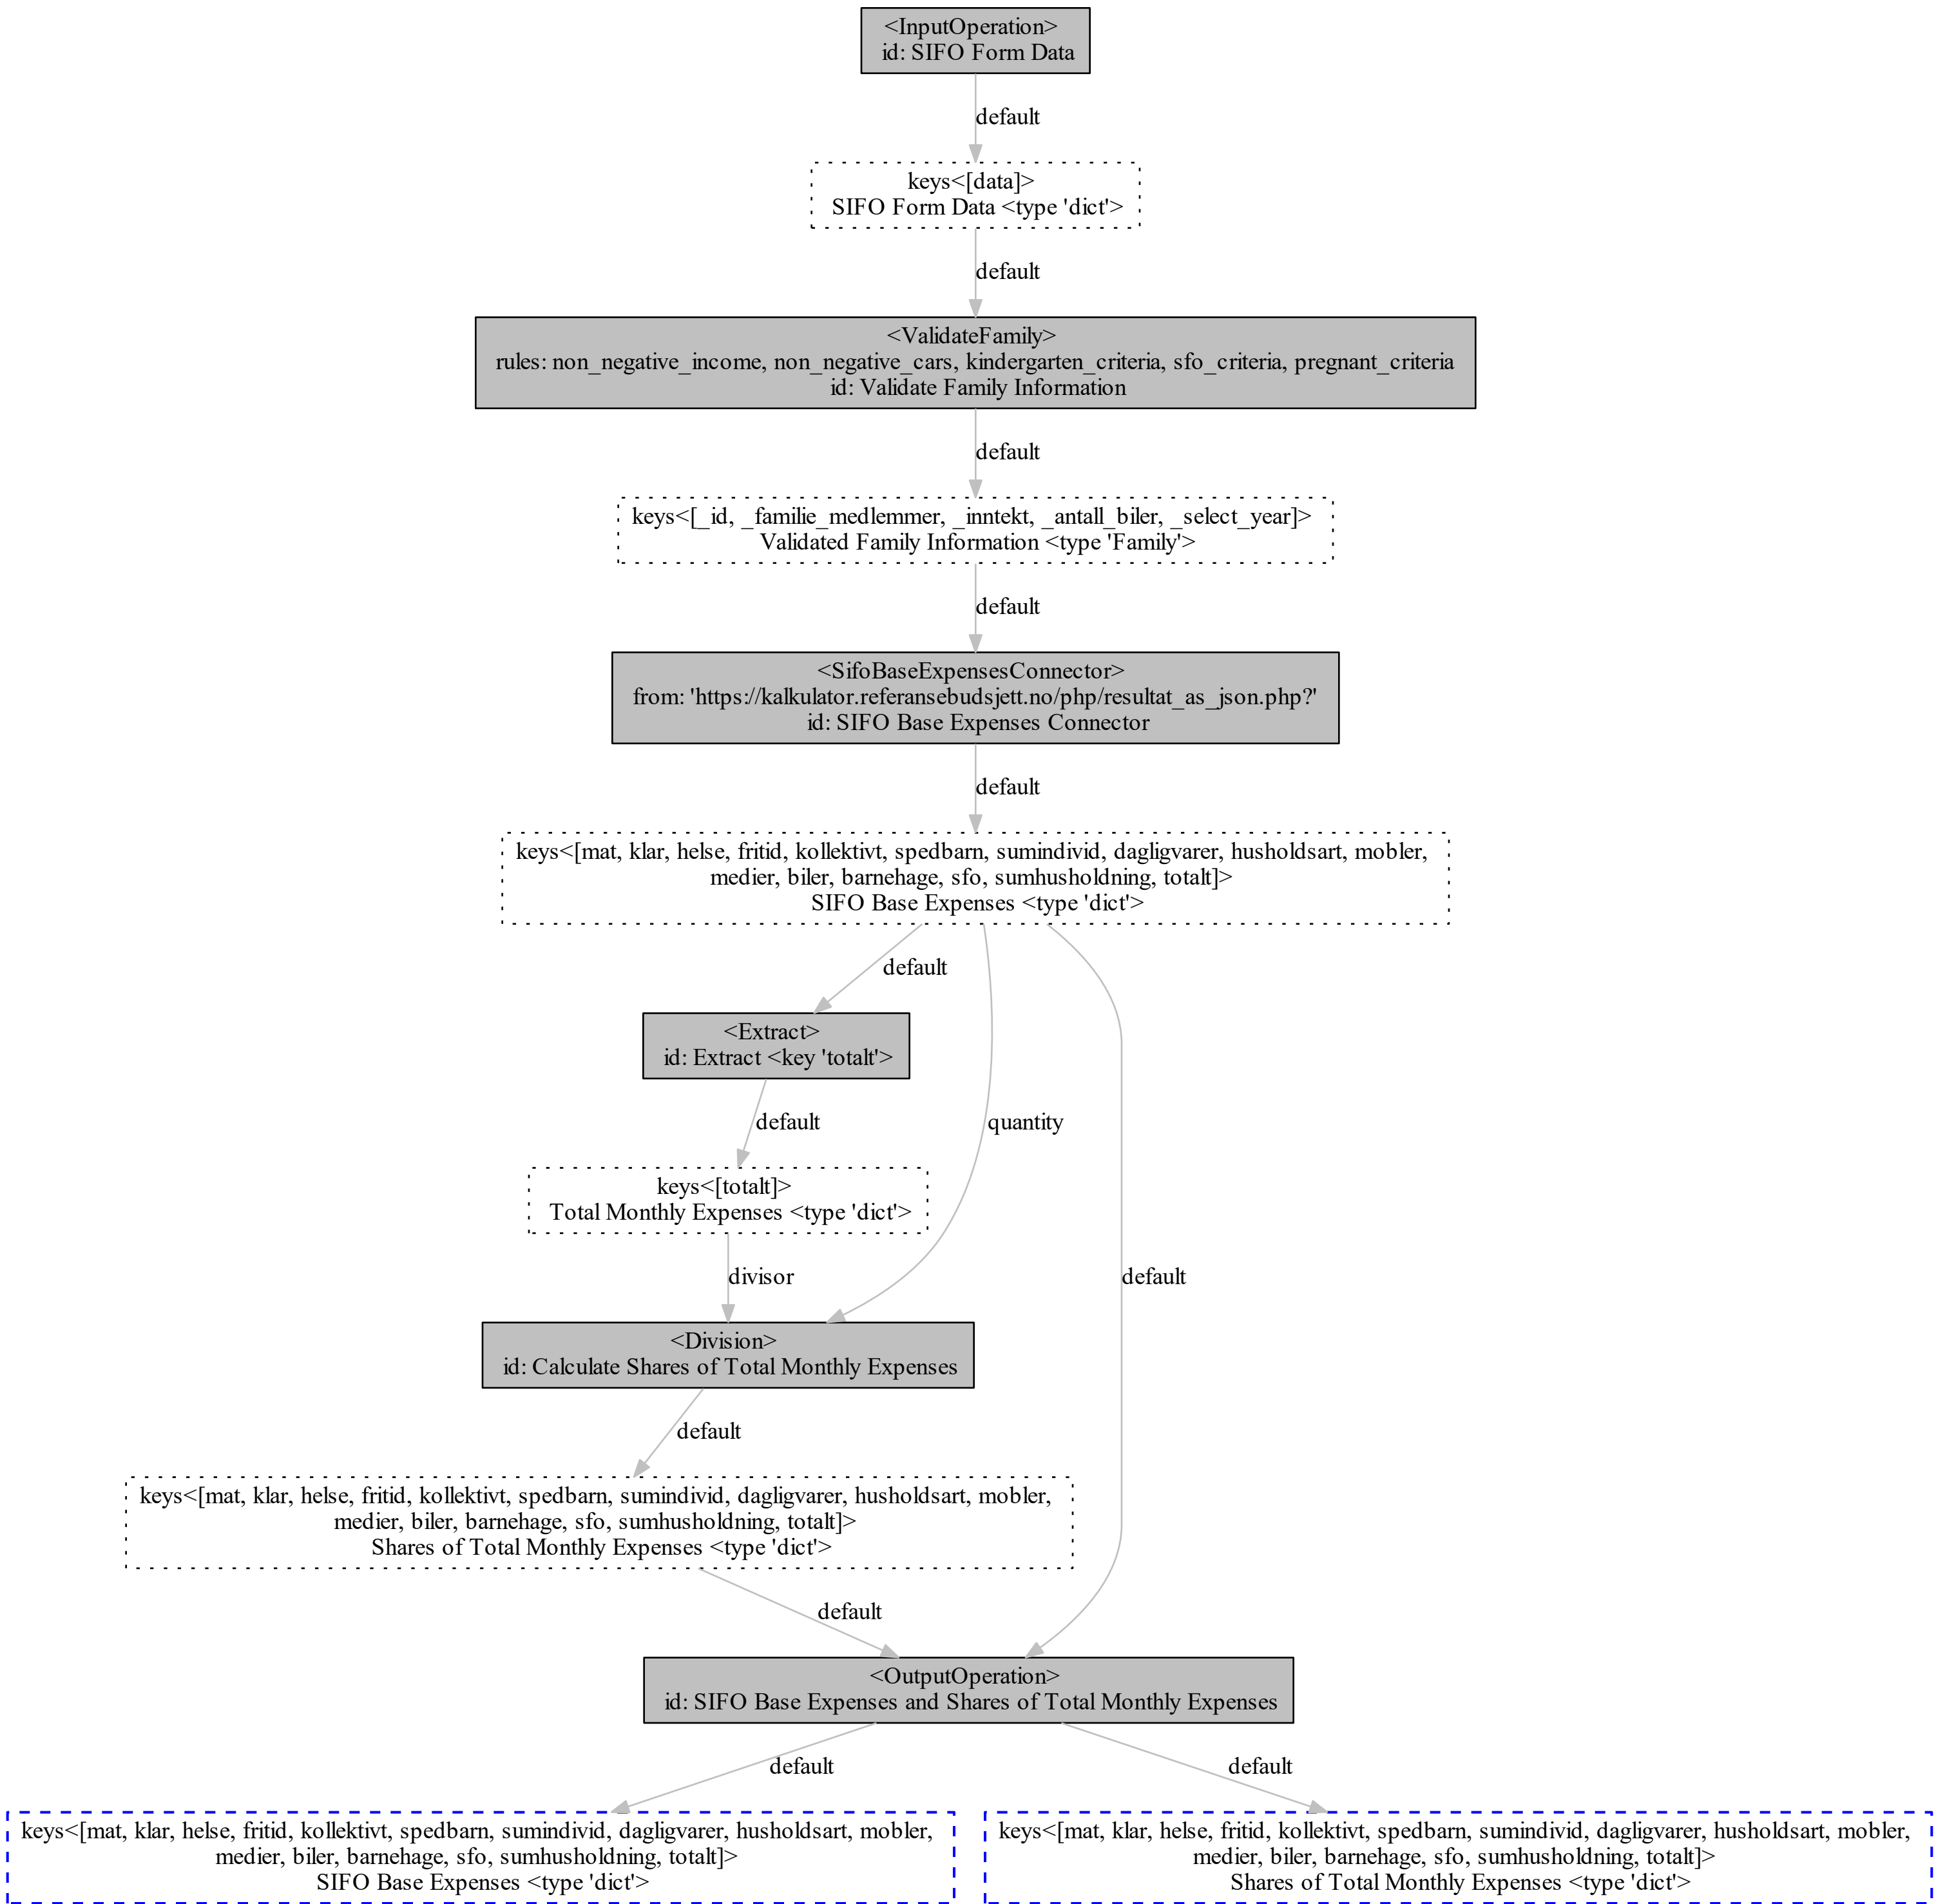 <InputOperation>
id: SIFO Form Data
default
keys<[data]>
SIFO Form Data <type 'dict'>
default
<ValidateFamily>
rules: non_negative_income, non_negative_cars, kindergarten_criteria, sfo_criteria, pregnant_criteria
id: Validate Family Information
default
keys<[_id, _familie_medlemmer, _inntekt, _antall_biler, _select_year]>
Validated Family Information <type 'Family'>
default
<SifoBaseExpensesConnector>
from: 'https://kalkulator.referansebudsjett.no/php/resultat_as_json.php?'
id: SIFO Base Expenses Connector
default
keys<[mat, klar, helse, fritid, kollektivt, spedbarn, sumindivid, dagligvarer, husholdsart, mobler,
medier, biler, barnehage, sfo, sumhusholdning, totalt]>
SIFO Base Expenses <type 'dict'>
default
<Extract>
id: Extract <key 'totalt'>
default
quantity
keys<[totalt]>
Total Monthly Expenses <type 'dict'>
divisor
default
<Division>
id: Calculate Shares of Total Monthly Expenses
default
keys<[mat, klar, helse, fritid, kollektivt, spedbarn, sumindivid, dagligvarer, husholdsart, mobler,
medier, biler, barnehage, sfo, sumhusholdning, totalt]>
Shares of Total Monthly Expenses <type 'dict'>
default
<OutputOperation>
id: SIFO Base Expenses and Shares of Total Monthly Expenses
default
default
keys<[mat, klar, helse, fritid, kollektivt, spedbarn, sumindivid, dagligvarer, husholdsart, mobler,
medier, biler, barnehage, sfo, sumhusholdning, totalt]>
SIFO Base Expenses <type 'dict'>
keys<[mat, klar, helse, fritid, kollektivt, spedbarn, sumindivid, dagligvarer, husholdsart, mobler,
medier, biler, barnehage, sfo, sumhusholdning, totalt]>
Shares of Total Monthly Expenses <type 'dict'>